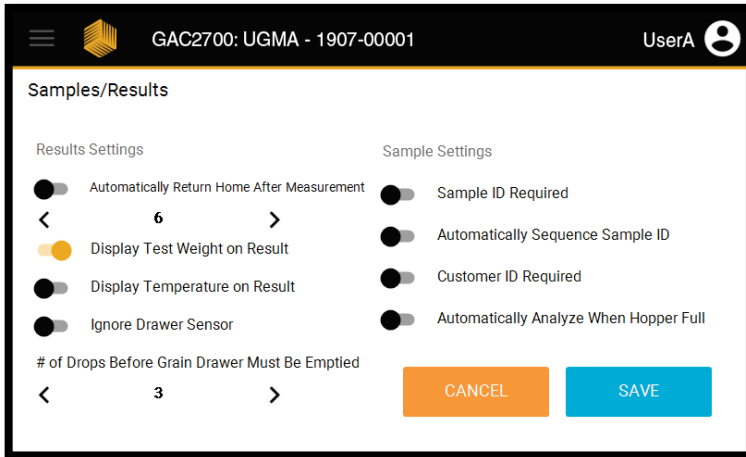 GAC2700: UGMA - 1907-00001
UserA
Samples/Results
Results Settings
Automatically Return Home After Measurement
6
Display Test Weight on Result
Display Temperature on Result
Ignore Drawer Sensor
# of Drops Before Grain Drawer Must Be Emptied
3
Sample Settings
Sample ID Required
Automatically Sequence Sample ID
Customer ID Required
Automatically Analyze When Hopper Full
CANCEL
SAVE